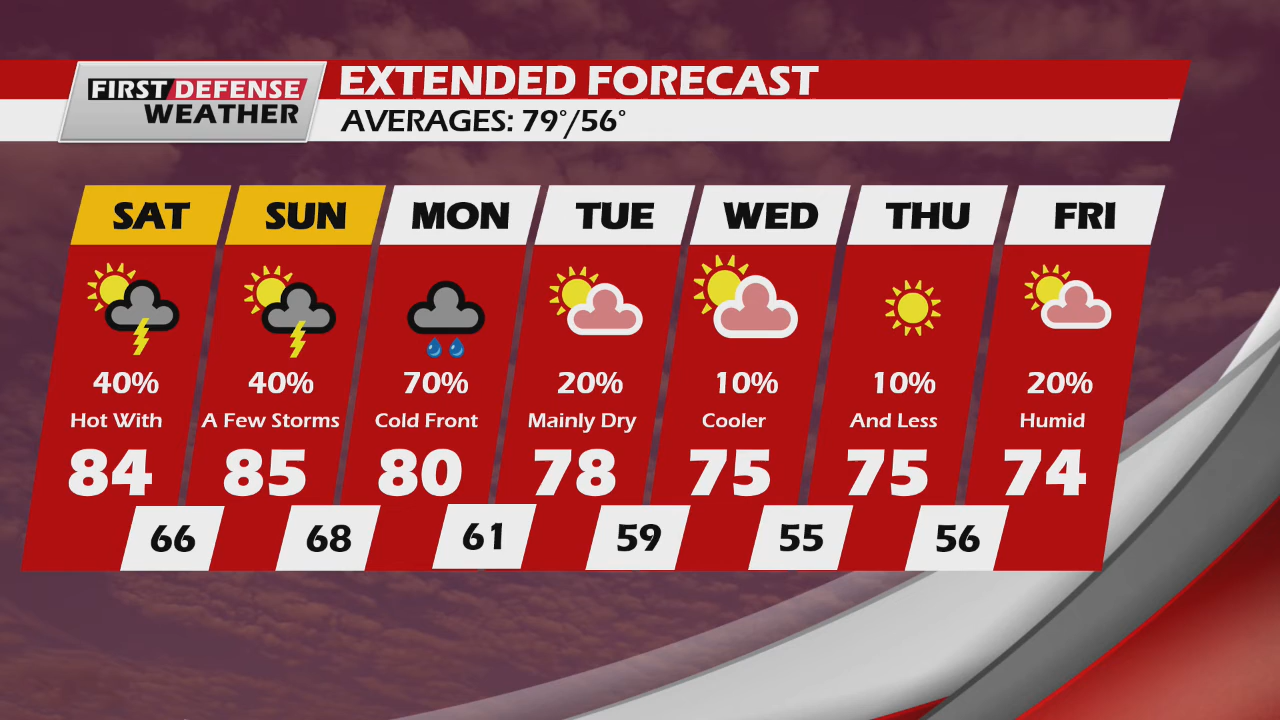 FIRST DEFENSE
WEATHER
EXTENDED FORECAST
AVERAGES: 79°/56°
SAT SUN MON TUE WED THU FRI
40% 40% 70% 20% 10% 10% 20%
Hot With A Few Storms Cold Front Mainly Dry Cooler And Less Humid
84 85 80 78 75 75 74
66 68 61 59 55 56